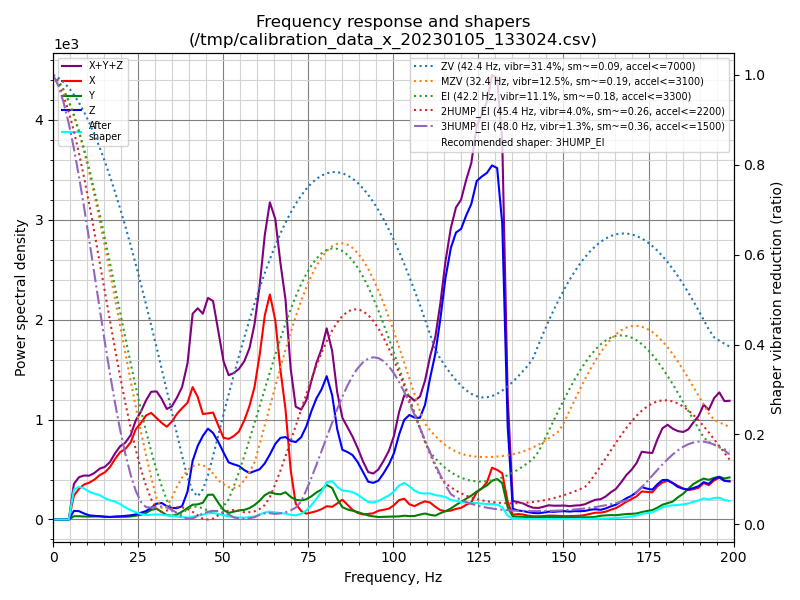 Frequency response and shapers
(/tmp/calibration_data_x_20230105_133024.csv)
1e3
X+Y+Z
X
Y
Z
After
shaper
ZV (42.4 Hz, vibr=31.4%, sm~=0.09, accel<=7000)
MZV (32.4 Hz, vibr=12.5%, sm~=0.19, accel<=3100)
EI (42.2 Hz, vibr=11.1%, sm~=0.18, accel<=3300)
2HUMP_EI (45.4 Hz, vibr=4.0%, sm~=0.26, accel<=2200)
3HUMP_EI (48.0 Hz, vibr=1.3%, sm~=0.36, accel<=1500)
Recommended shaper: 3HUMP_EI
Power spectral density
4
3
2
1
0
1.0
0.8
0.6
0.4
0.2
0.0
Shaper vibration reduction (ratio)
0 25 50 75 100 125 150 175 200
Frequency, Hz